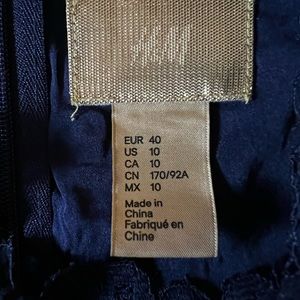 H&M
EUR 40
US 10
CA 10
CN 170/92A
MX 10
Made in
China
Fabriqué en
Chine